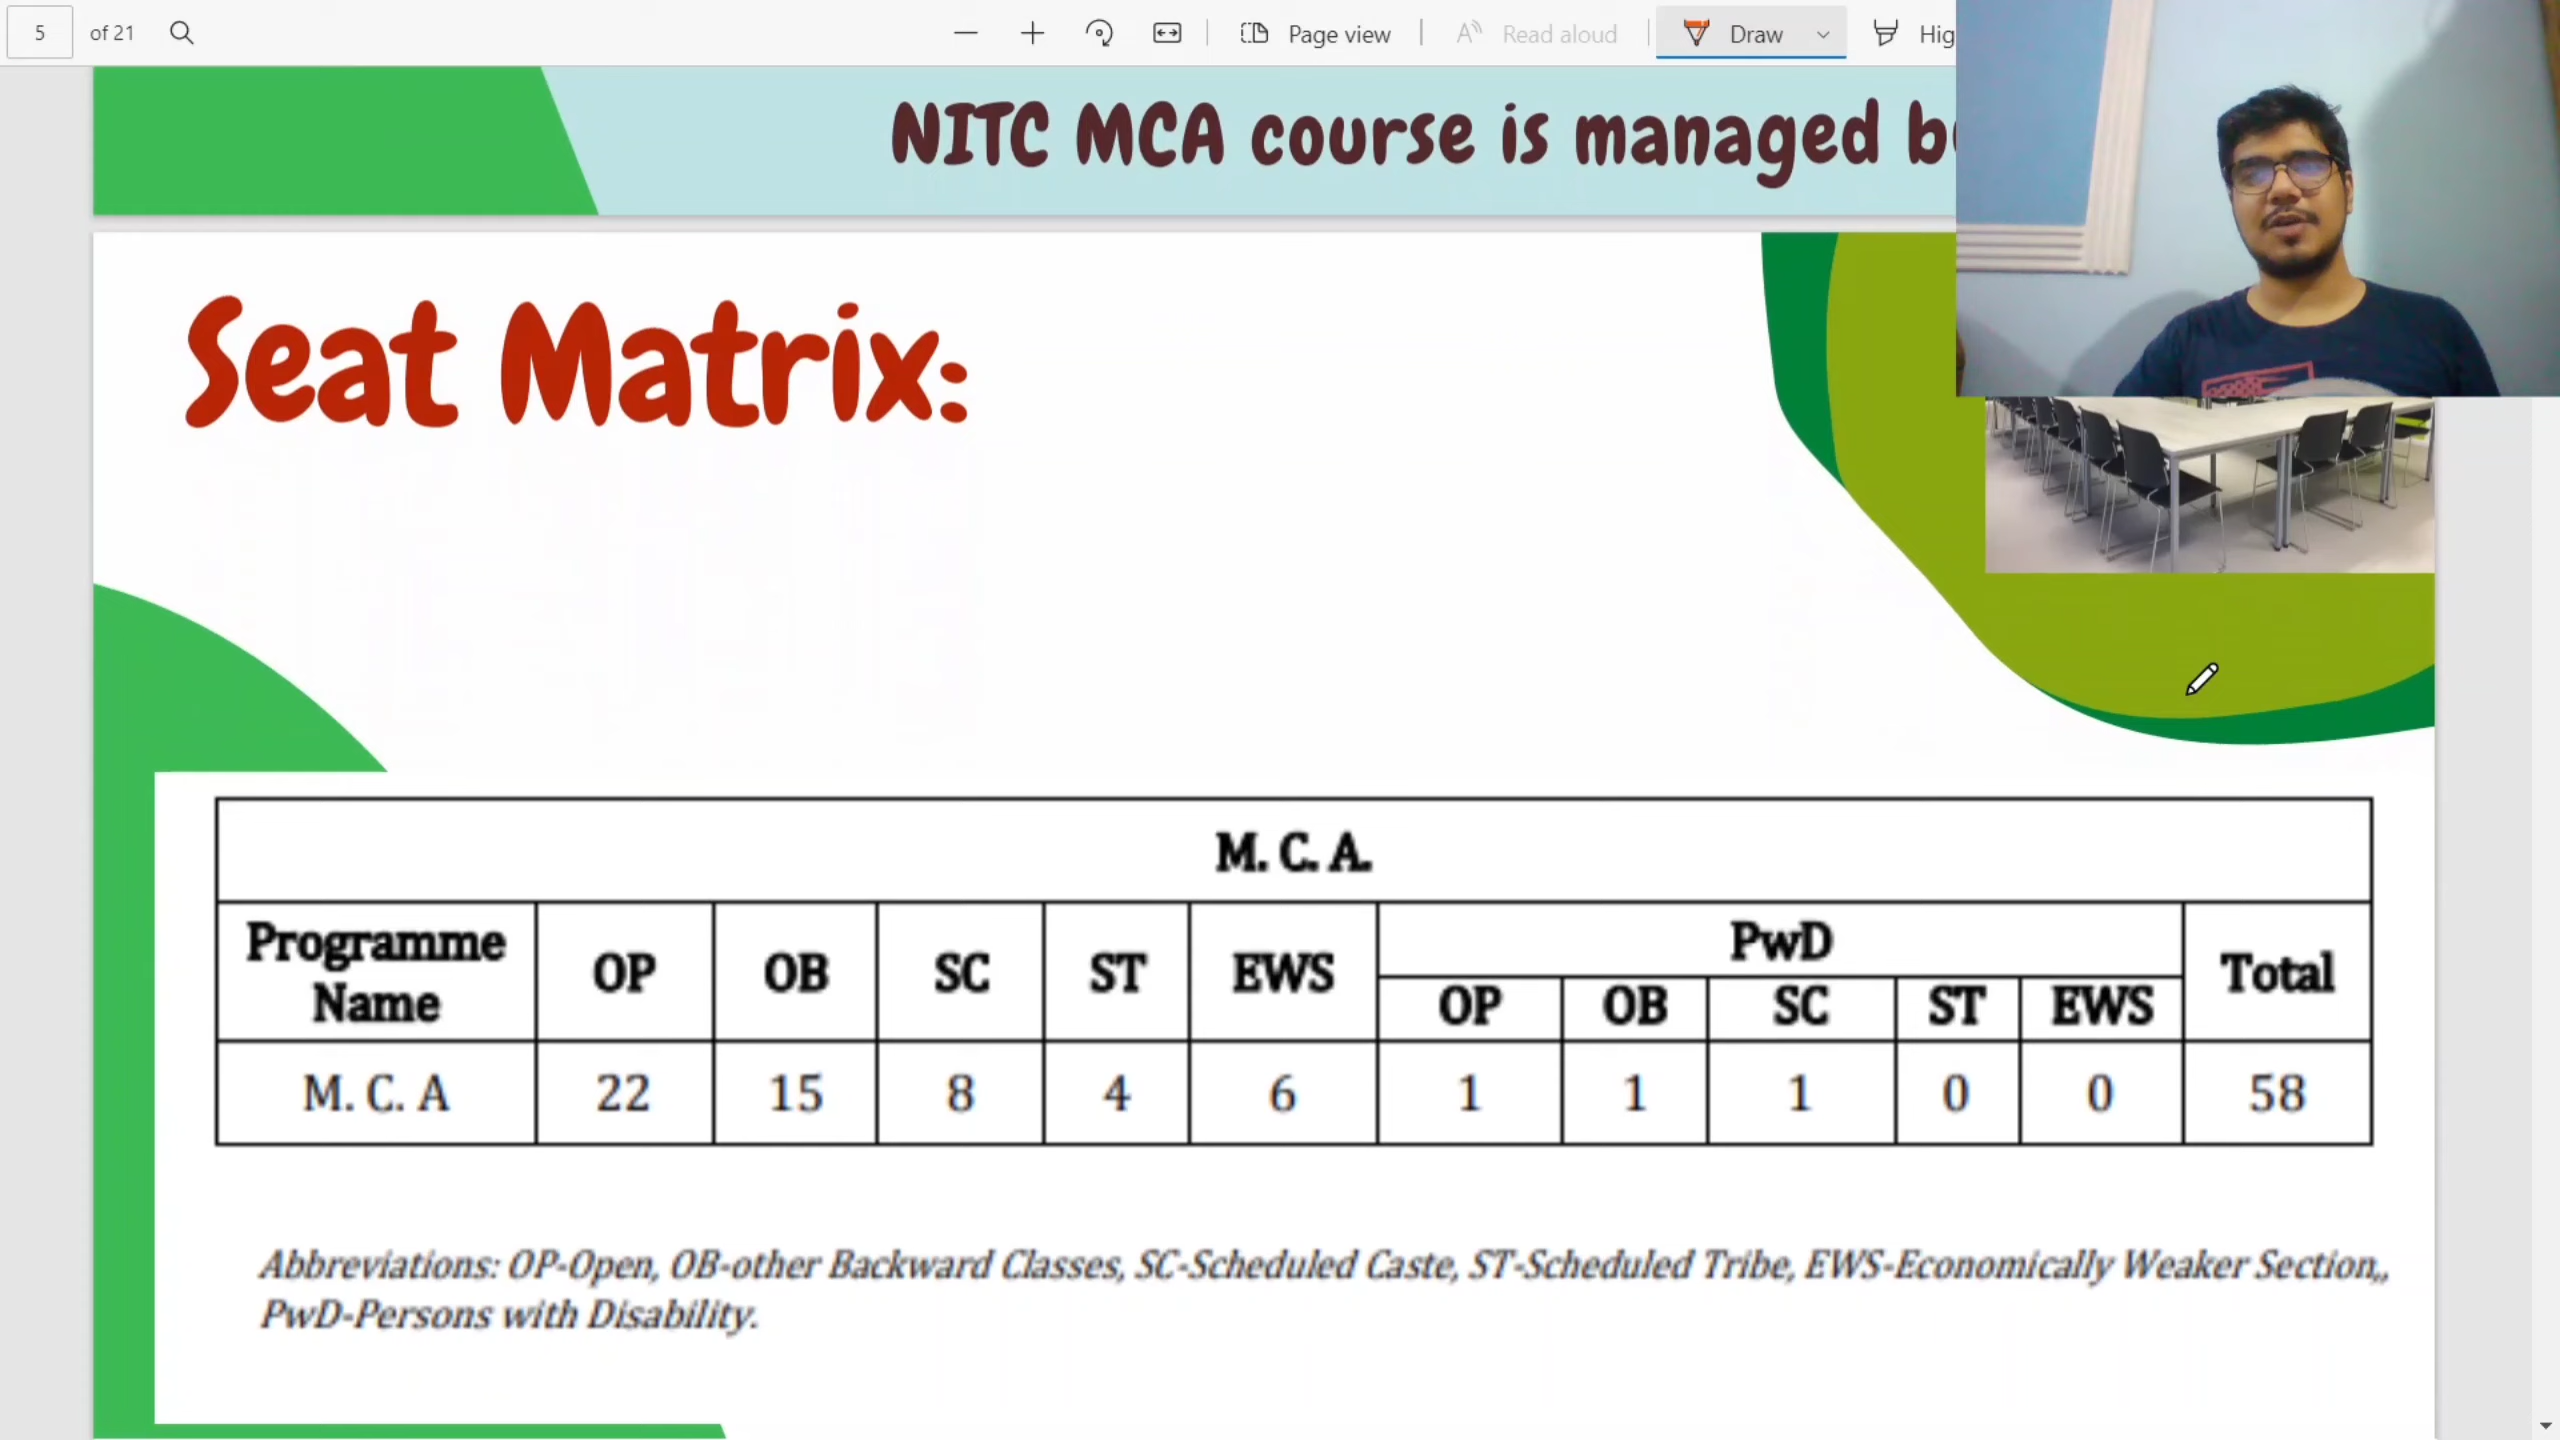 5 of 21 Page view Read aloud Draw
NITC MCA course is managed
Seat Matrix:
M. C. A.
Programme Name OP OB SC ST EWS PwD Total
OP OB SC ST EWS
M. C. A 22 15 8 4 6 1 1 1 0 0 58
Abbreviations: OP-Open, OB-other Backward Classes, SC-Scheduled Caste, ST-Scheduled Tribe, EWS-Economically Weaker Section,,
PwD-Persons with Disability.